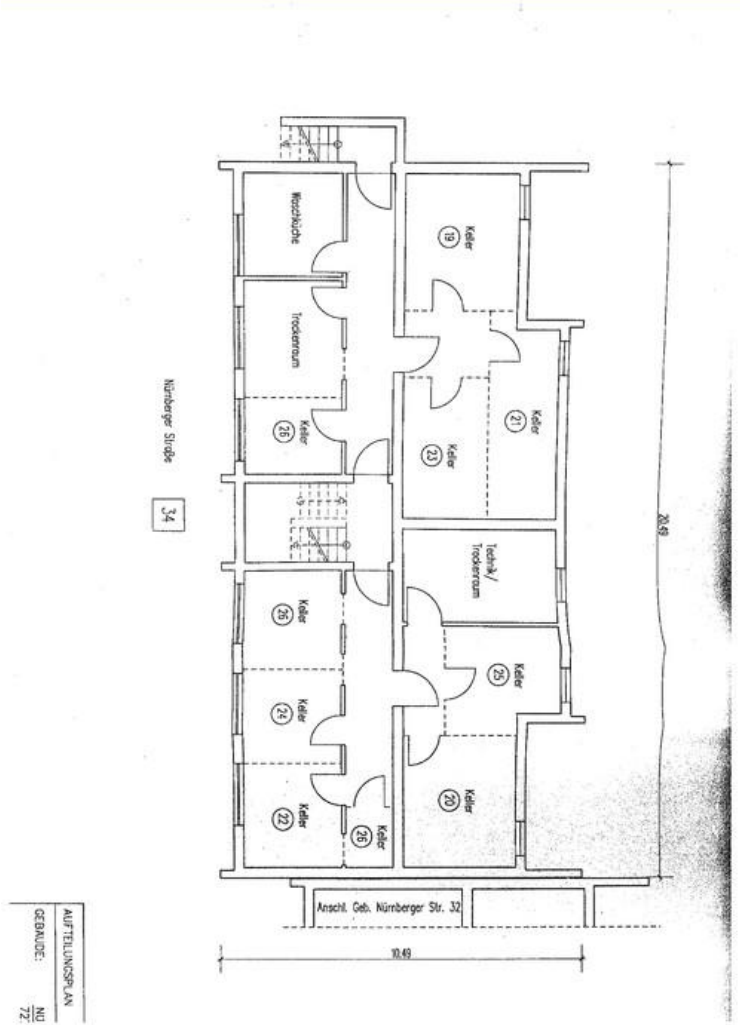 Waschküche
Keller
19
Trockenraum
Keller
26
Keller
21
Keller
23
Nürnberger Straße
34
20.49
Technik/
Trockenraum
Keller
26
Keller
25
Keller
24
Keller
22
Keller
26
Keller
20
Anschl. Geb. Nürnberger Str. 32
10.49
AUFTEILUNGSPLAN
GEBÄUDE:
NÜ
72